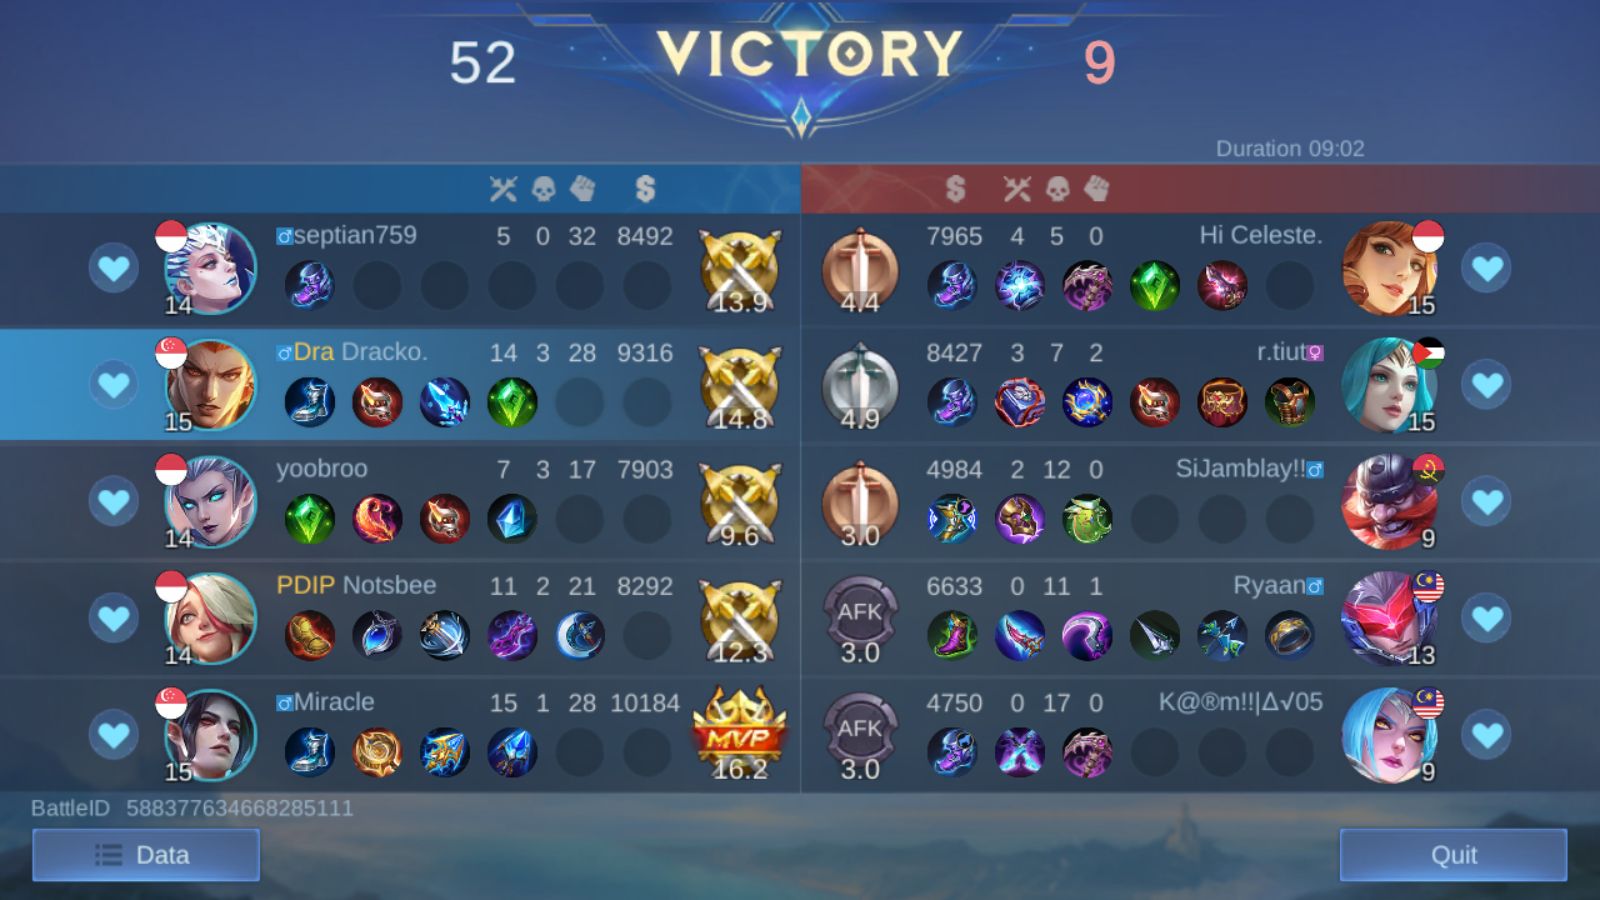 52 VICTORY 9
Duration 09:02
septian759 5 0 32 8492
14 13.9
7965 4 5 0 Hi Celeste.
4.4 15
Dra Dracko. 14 3 28 9316
15 14.8
8427 3 7 2 r.tiut
4.9 15
yoobroo 7 3 17 7903
14 9.6
4984 2 12 0 SiJamblay!!
3.0 9
PDIP Notsbee 11 2 21 8292
14 12.3
6633 0 11 1 Ryaan
AFK 3.0 13
Miracle 15 1 28 10184
15 MVP 16.2
4750 0 17 0 K@®m!!|Δ√05
AFK 3.0 9
BattleID 588377634668285111
Data
Quit